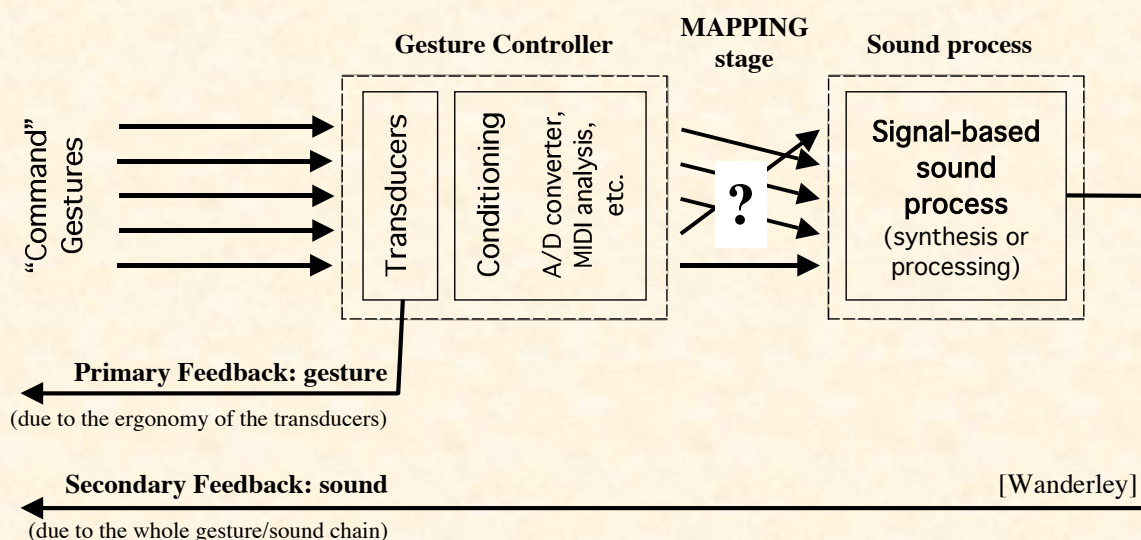 Gesture Controller
MAPPING
stage
Sound process
“Command”
Gestures
Transducers
Conditioning
A/D converter,
MIDI analysis,
etc.
?
Signal-based
sound
process
(synthesis or
processing)
Primary Feedback: gesture
(due to the ergonomy of the transducers)
Secondary Feedback: sound
[Wanderley]
(due to the whole gesture/sound chain)